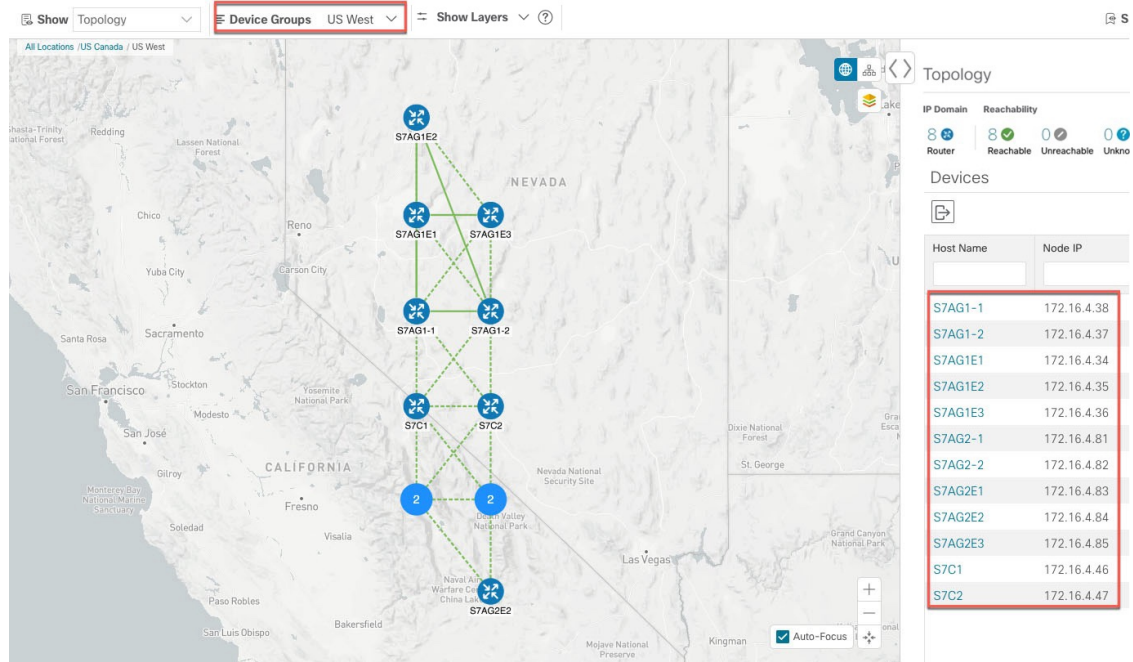 Show Topology Device Groups US West Show Layers ?
All Locations / US Canada / US West
Redding
Lassen National
Forest
Chico
Yuba City
Reno
Carson City
NEVADA
Santa Rosa
Sacramento
San Francisco
Stockton
Modesto
San José
Yosemite
National Park
Gilroy
Monterey Bay
National Marine
Sanctuary
Soledad
CALIFORNIA
Fresno
Visalia
Paso Robles
San Luis Obispo
Bakersfield
Nevada National
Security Site
Death Valley
National Park
Las Vegas
Mojave National
Preserve
Kingman
Dixie National
Forest
St. George
Grand Canyon
National Park
S7AG1E2
S7AG1E1
S7AG1E3
S7AG1-1
S7AG1-2
S7C1
S7C2
2
2
S7AG2E2
Auto-Focus
Topology
IP Domain Reachability
8 8 0 0 ?
Router Reachable Unreachable
Devices
Host Name Node IP
S7AG1-1 172.16.4.38
S7AG1-2 172.16.4.37
S7AG1E1 172.16.4.34
S7AG1E2 172.16.4.35
S7AG1E3 172.16.4.36
S7AG2-1 172.16.4.81
S7AG2-2 172.16.4.82
S7AG2E1 172.16.4.83
S7AG2E2 172.16.4.84
S7AG2E3 172.16.4.85
S7C1 172.16.4.46
S7C2 172.16.4.47